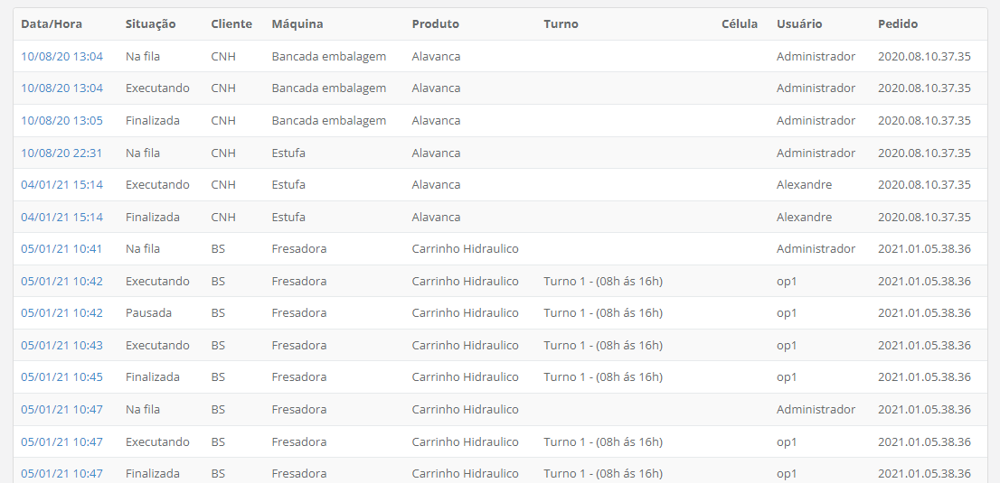 Data/Hora Situação Cliente Máquina Produto Turno Célula Usuário Pedido
10/08/20 13:04 Na fila CNH Bancada embalagem Alavanca Administrador 2020.08.10.37.35
10/08/20 13:04 Executando CNH Bancada embalagem Alavanca Administrador 2020.08.10.37.35
10/08/20 13:05 Finalizada CNH Bancada embalagem Alavanca Administrador 2020.08.10.37.35
10/08/20 22:31 Na fila CNH Estufa Alavanca Administrador 2020.08.10.37.35
04/01/21 15:14 Executando CNH Estufa Alavanca Alexandre 2020.08.10.37.35
04/01/21 15:14 Finalizada CNH Estufa Alavanca Alexandre 2020.08.10.37.35
05/01/21 10:41 Na fila BS Fresadora Carrinho Hidraulico Administrador 2021.01.05.38.36
05/01/21 10:42 Executando BS Fresadora Carrinho Hidraulico Turno 1 - (08h ás 16h) op1 2021.01.05.38.36
05/01/21 10:42 Pausada BS Fresadora Carrinho Hidraulico Turno 1 - (08h ás 16h) op1 2021.01.05.38.36
05/01/21 10:43 Executando BS Fresadora Carrinho Hidraulico Turno 1 - (08h ás 16h) op1 2021.01.05.38.36
05/01/21 10:45 Finalizada BS Fresadora Carrinho Hidraulico Turno 1 - (08h ás 16h) op1 2021.01.05.38.36
05/01/21 10:47 Na fila BS Fresadora Carrinho Hidraulico Administrador 2021.01.05.38.36
05/01/21 10:47 Executando BS Fresadora Carrinho Hidraulico Turno 1 - (08h ás 16h) op1 2021.01.05.38.36
05/01/21 10:47 Finalizada BS Fresadora Carrinho Hidraulico Turno 1 - (08h ás 16h) op1 2021.01.05.38.36